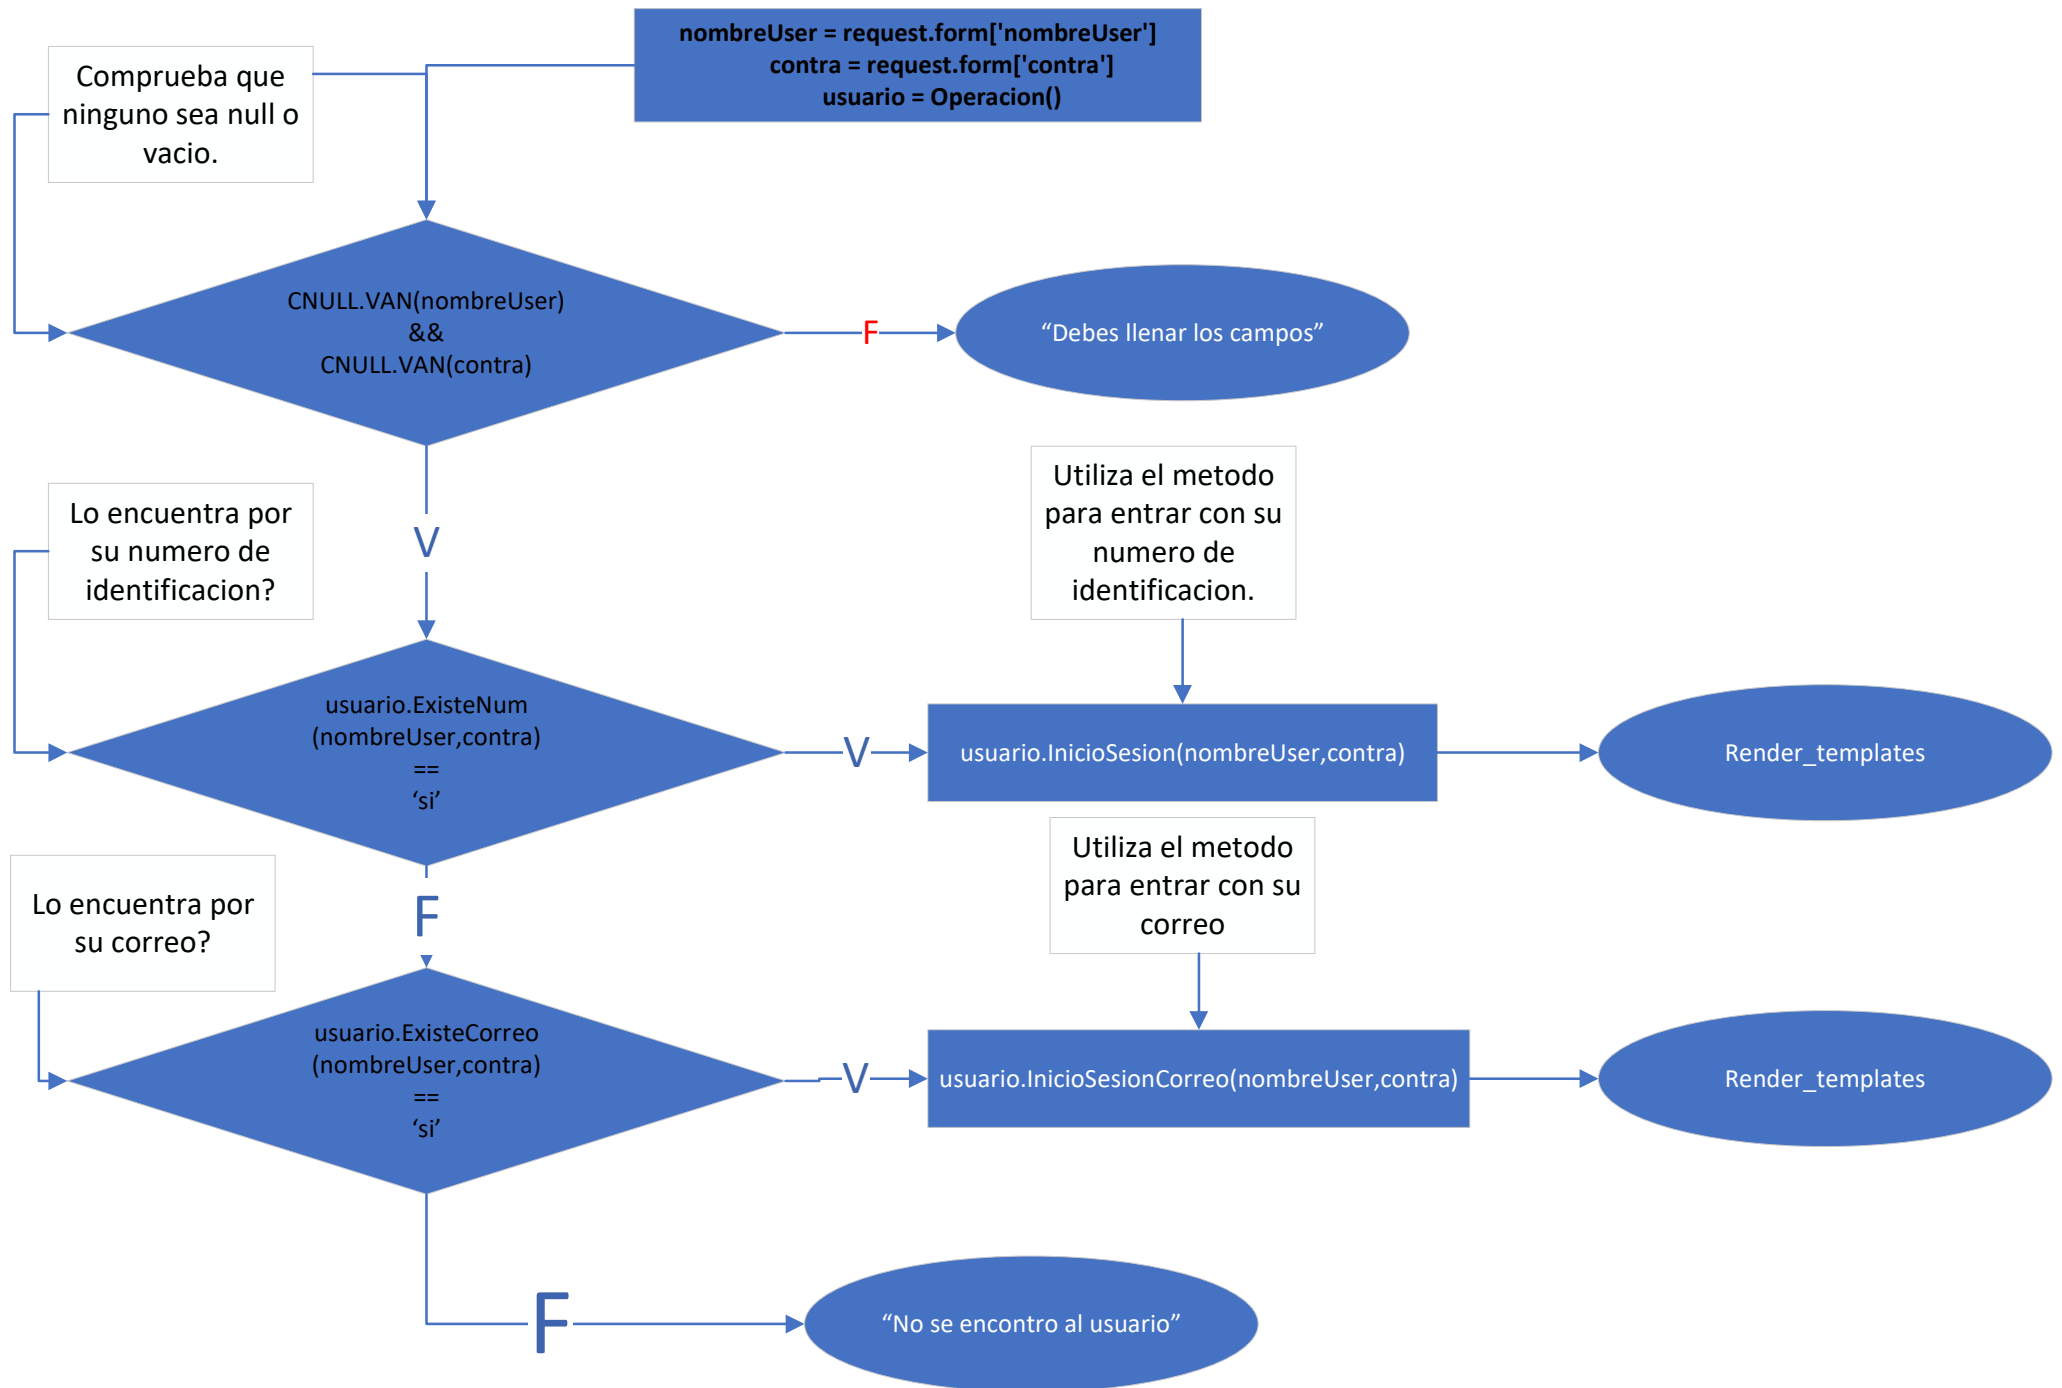 nombreUser = request.form['nombreUser']
contra = request.form['contra']
usuario = Operacion()
Comprueba que
ninguno sea null o
vacio.
CNULL.VAN(nombreUser)
&&
CNULL.VAN(contra)
F
“Debes llenar los campos”
V
Lo encuentra por
su numero de
identificacion?
Utiliza el metodo
para entrar con su
numero de
identificacion.
usuario.ExisteNum
(nombreUser,contra)
==
‘si’
V
usuario.InicioSesion(nombreUser,contra)
Render_templates
F
Lo encuentra por
su correo?
Utiliza el metodo
para entrar con su
correo
usuario.ExisteCorreo
(nombreUser,contra)
==
‘si’
V
usuario.InicioSesionCorreo(nombreUser,contra)
Render_templates
F
“No se encontro al usuario”